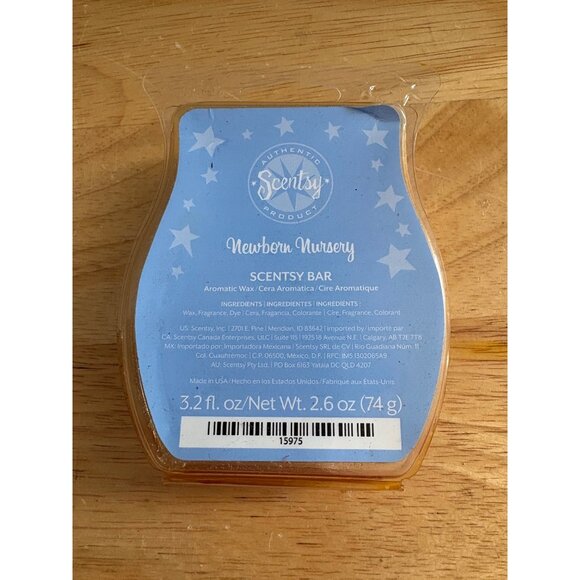 AUTHENTIC
Scentsy
PRODUCT
Newborn Nursery
SCENTSY BAR
Aromatic Wax / Cera Aromática / Cire Aromatique
INGREDIENTS | INGREDIENTES | INGRÉDIENTS :
Wax, Fragrance, Dye | Cera, Fragancia, Colorante | Cire, Fragrance, Colorant
US: Scentsy, Inc. | 2701 E. Pine | Meridian, ID 83642 | Imported by / importé par
CA: Scentsy Canada Enterprises, ULC | Suite 115 | 19251B Avenue N.E. | Calgary, AB T2E 7T8
MX: Importado por: Importadora Mexicana | Scentsy SRL de CV | Rio Guadiana Núm. 11
Col. Cuauhtémoc | C.P. 06500, México, D.F. | RFC: IMS 1302065A9
AU: Scentsy Pty Ltd. | PO Box 6163 Yatala DC QLD 4207
Made in USA / Hecho en los Estados Unidos / Fabriqué aux États-Unis
3.2 fl. oz/Net Wt. 2.6 oz (74 g)
15975